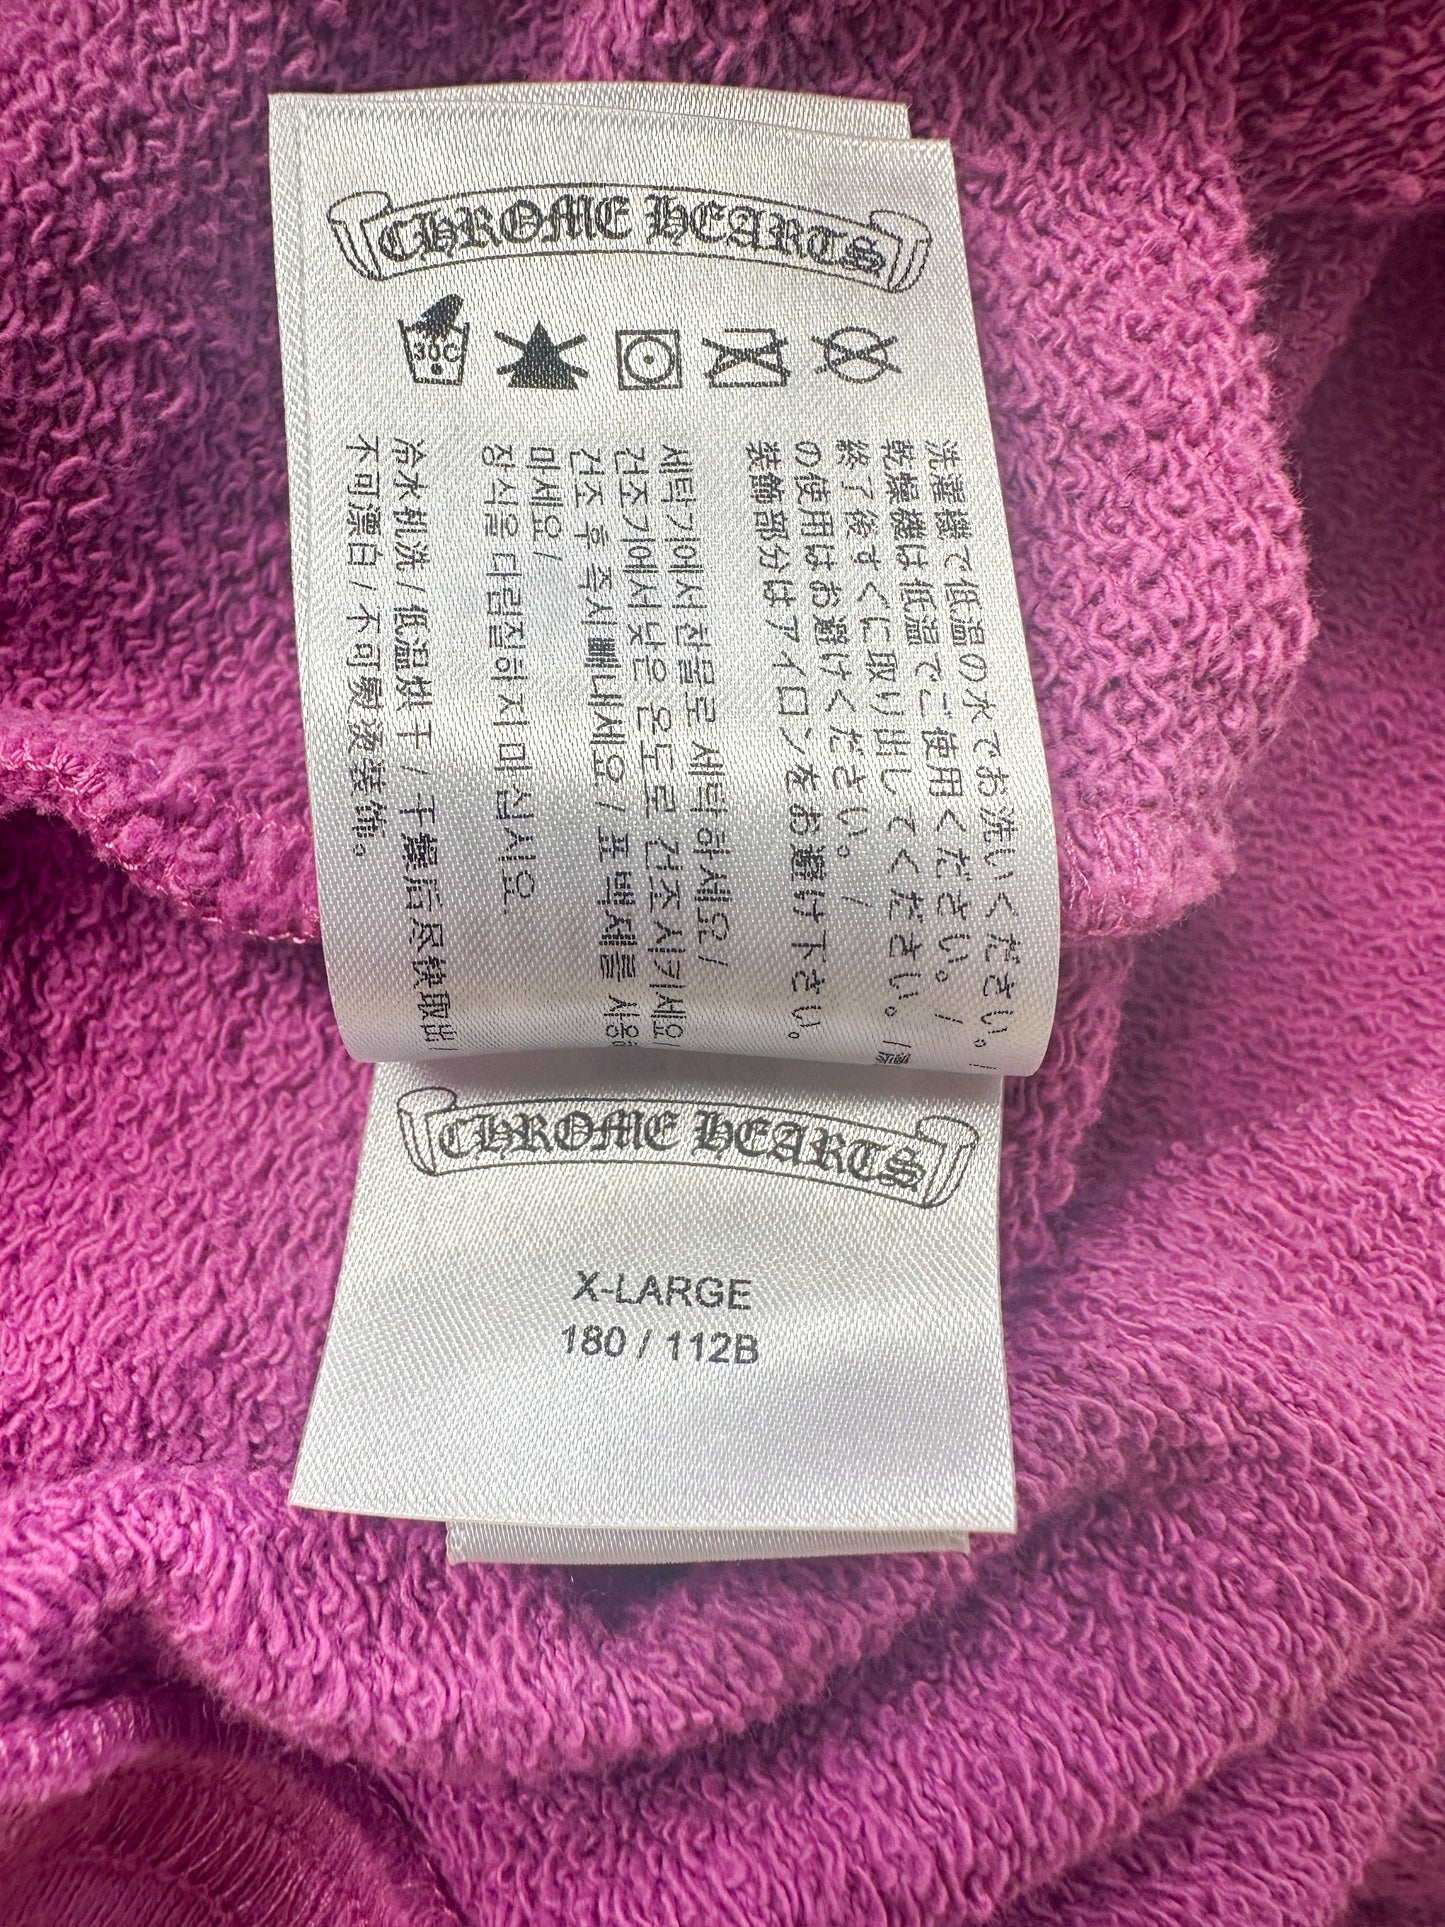 CHROME HEARTS
30C
洗濯機で低温の水でお洗いください。/
乾燥機は低温でご使用ください。/
終了後すぐに取り出してください。/
の使用はお避けください。/
装飾部分はアイロンをお避け下さい。
세탁기에서 찬물로 세탁하세요/
건조기에서 낮은 온도로 건조시키세요/
건조 후 즉시 빼내세요 / 표백제를 사용하
마세요/
장식을 다림질하지 마십시요.
冷水机洗 / 低温烘干 / 干燥后尽快取出 /
不可漂白 / 不可熨烫装饰。
CHROME HEARTS
X-LARGE
180 / 112B